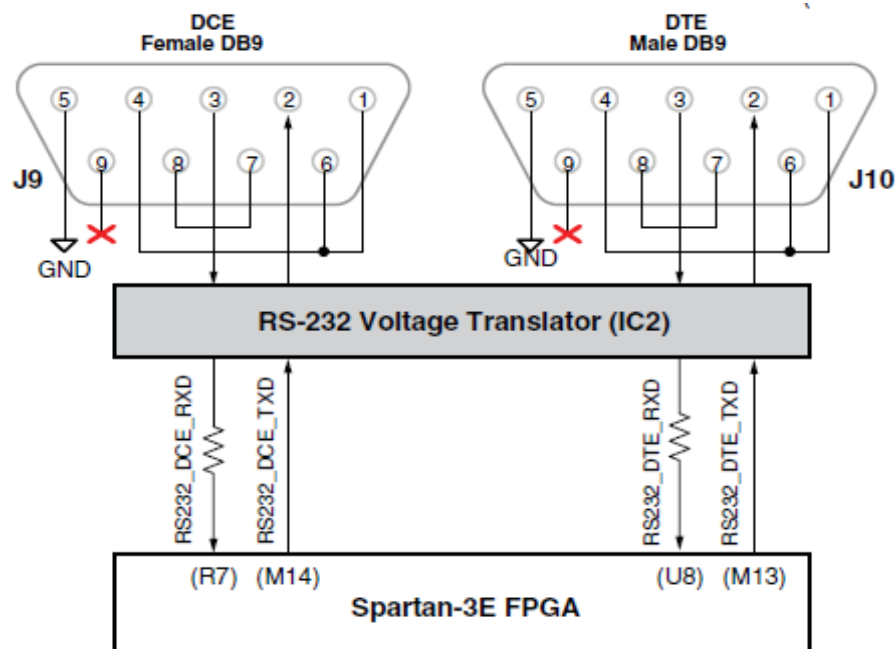 DCE
Female DB9
DTE
Male DB9
5 4 3 2 1
5 4 3 2 1
9 8 7 6
9 8 7 6
J9
J10
GND
GND
RS-232 Voltage Translator (IC2)
RS232_DCE_RXD
RS232_DCE_TXD
RS232_DTE_RXD
RS232_DTE_TXD
(R7) (M14)
(U8) (M13)
Spartan-3E FPGA